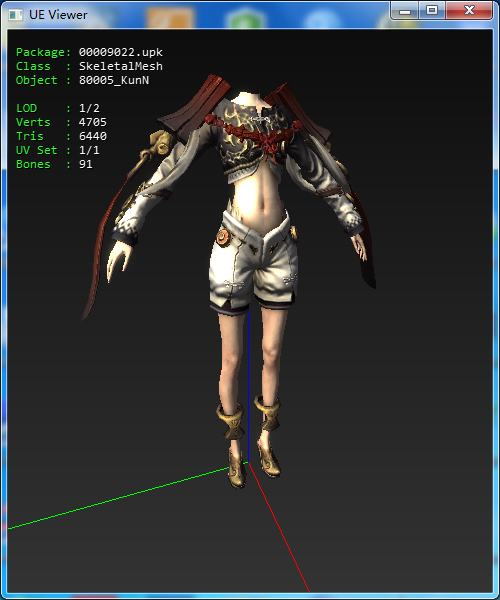 UE Viewer
Package: 00009022.upk
Class : SkeletalMesh
Object : 80005_KunN
LOD : 1/2
Verts : 4705
Tris : 6440
UV Set : 1/1
Bones : 91